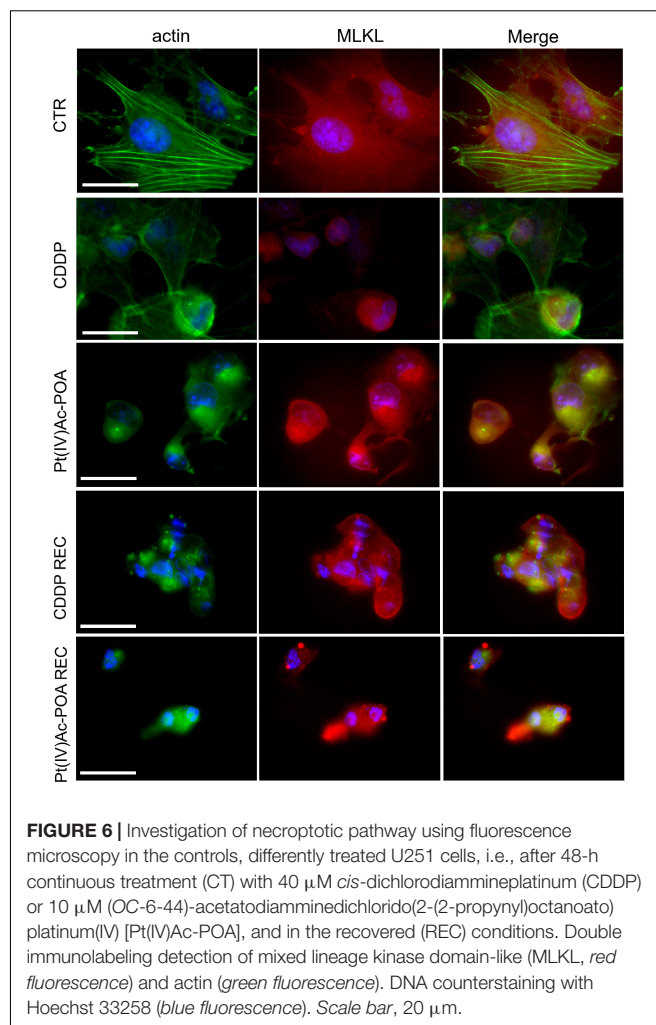 actin MLKL Merge
CTR
CDDP
Pt(IV)Ac-POA
CDDP REC
Pt(IV)Ac-POA REC
FIGURE 6 | Investigation of necroptotic pathway using fluorescence
microscopy in the controls, differently treated U251 cells, i.e., after 48-h
continuous treatment (CT) with 40 μM cis-dichlorodiammineplatinum (CDDP)
or 10 μM (OC-6-44)-acetatodiamminedichlorido(2-(2-propynyl)octanoato)
platinum(IV) [Pt(IV)Ac-POA], and in the recovered (REC) conditions. Double
immunolabeling detection of mixed lineage kinase domain-like (MLKL, red
fluorescence) and actin (green fluorescence). DNA counterstaining with
Hoechst 33258 (blue fluorescence). Scale bar, 20 μm.